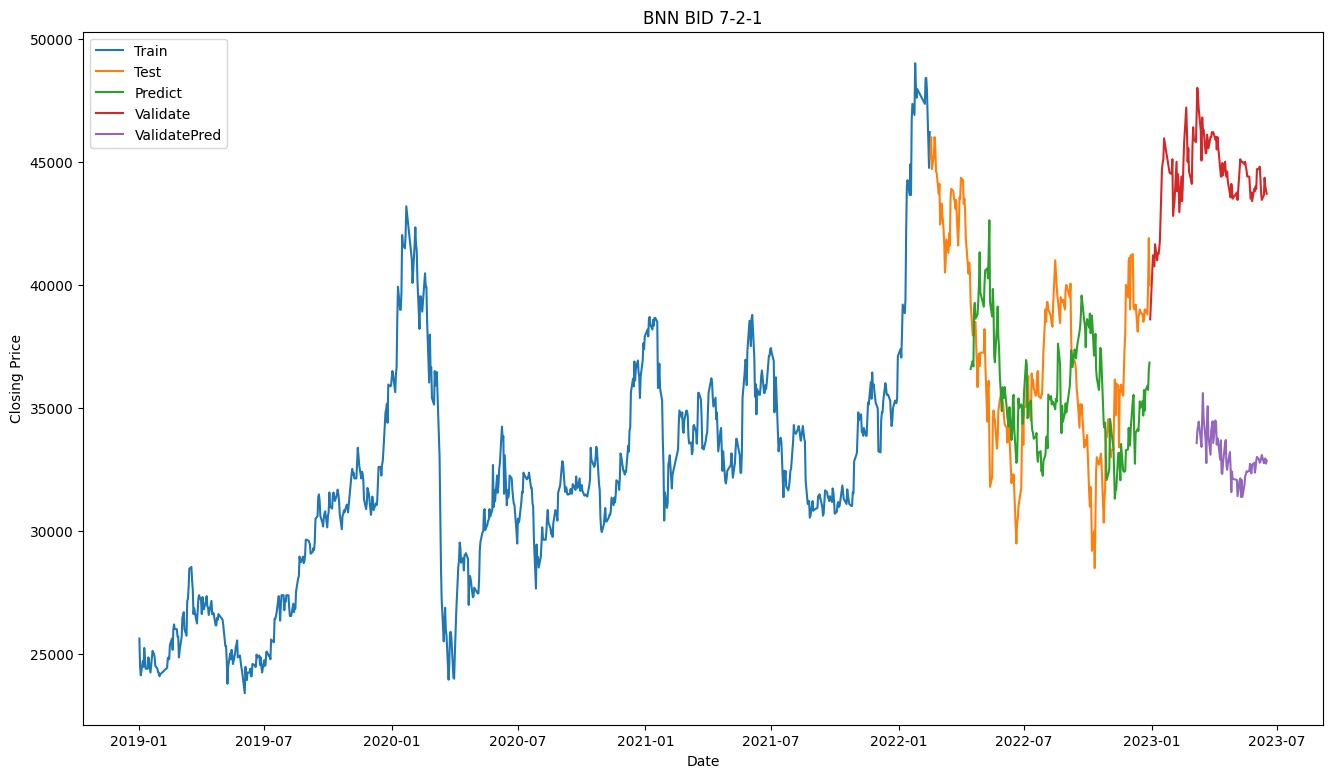 BNN BID 7-2-1
50000
45000
40000
35000
30000
25000
Closing Price
Train
Test
Predict
Validate
ValidatePred
2019-01
2019-07
2020-01
2020-07
2021-01
2021-07
2022-01
2022-07
2023-01
2023-07
Date